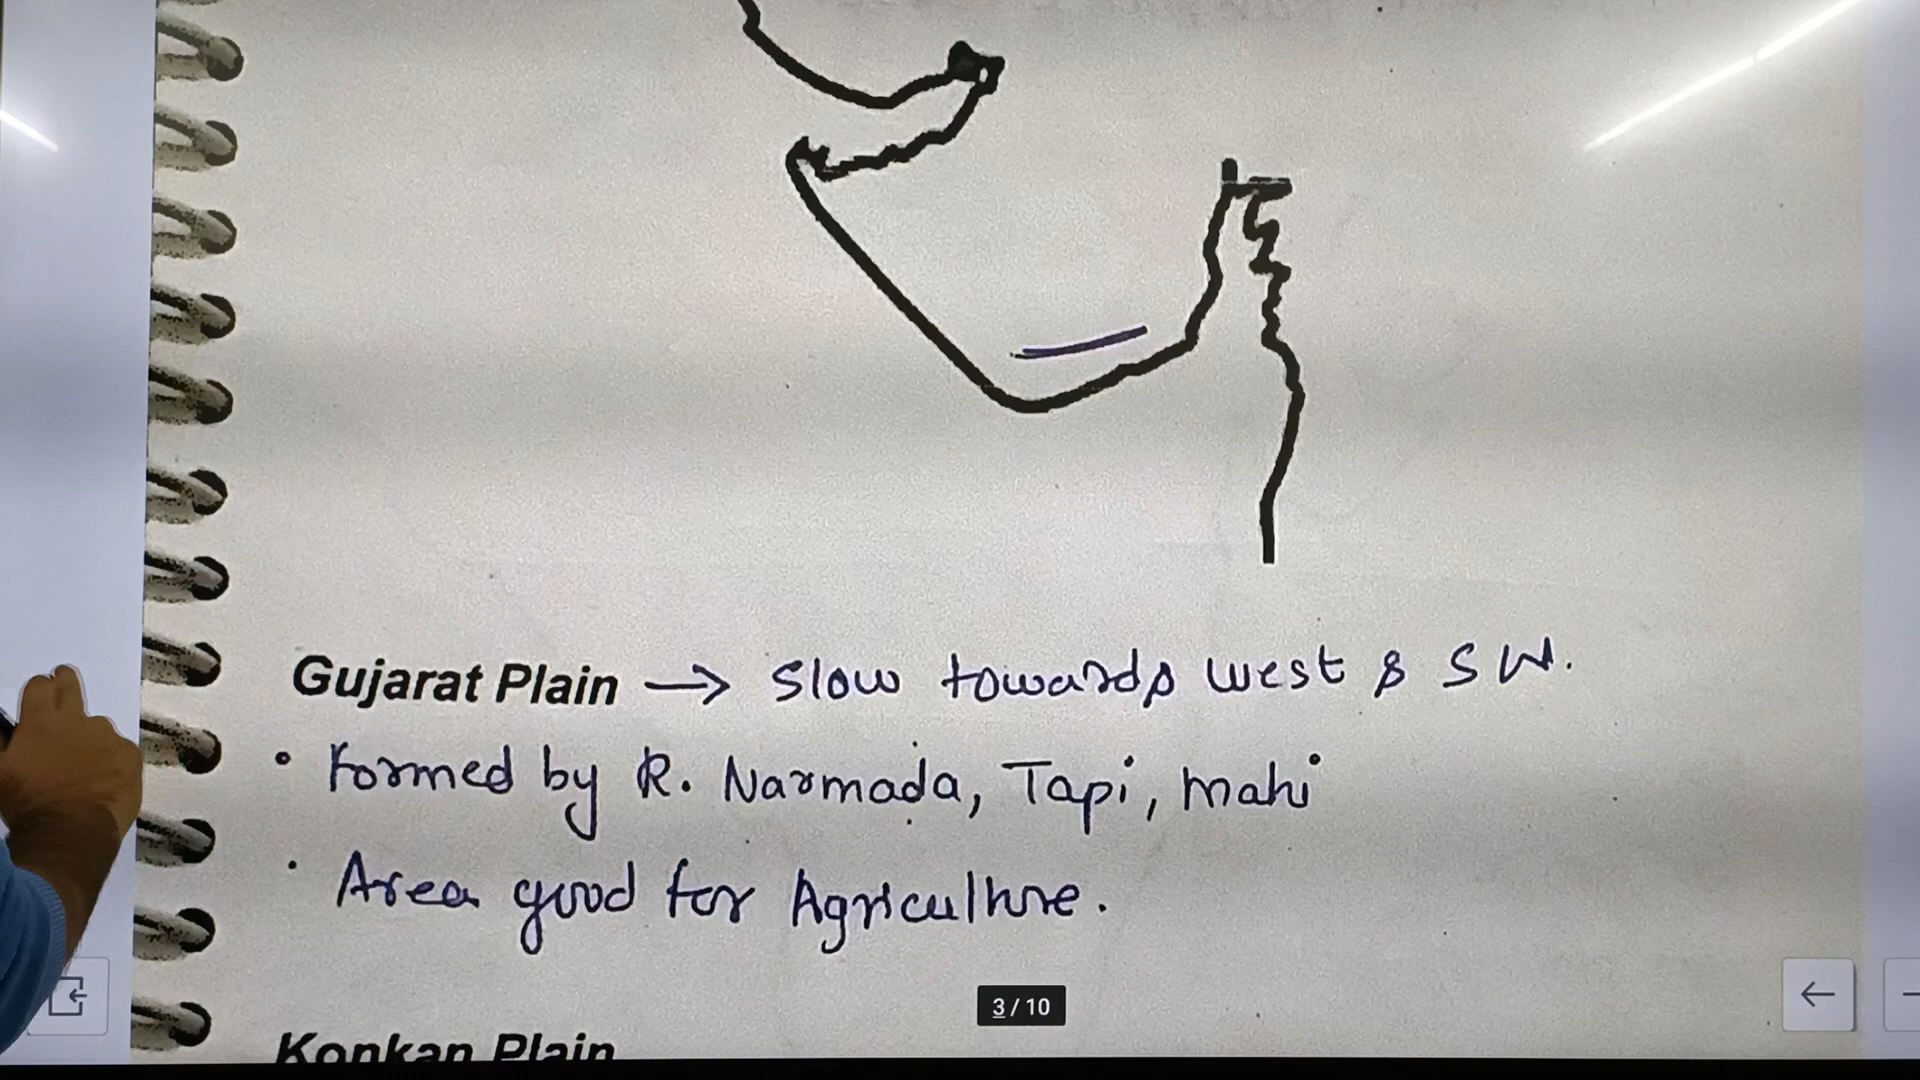 Gujarat Plain → Slow towards west & SW.
• Formed by R. Narmada, Tapi, Mahi
• Area good for Agriculture.
3 / 10
Konkan Plain